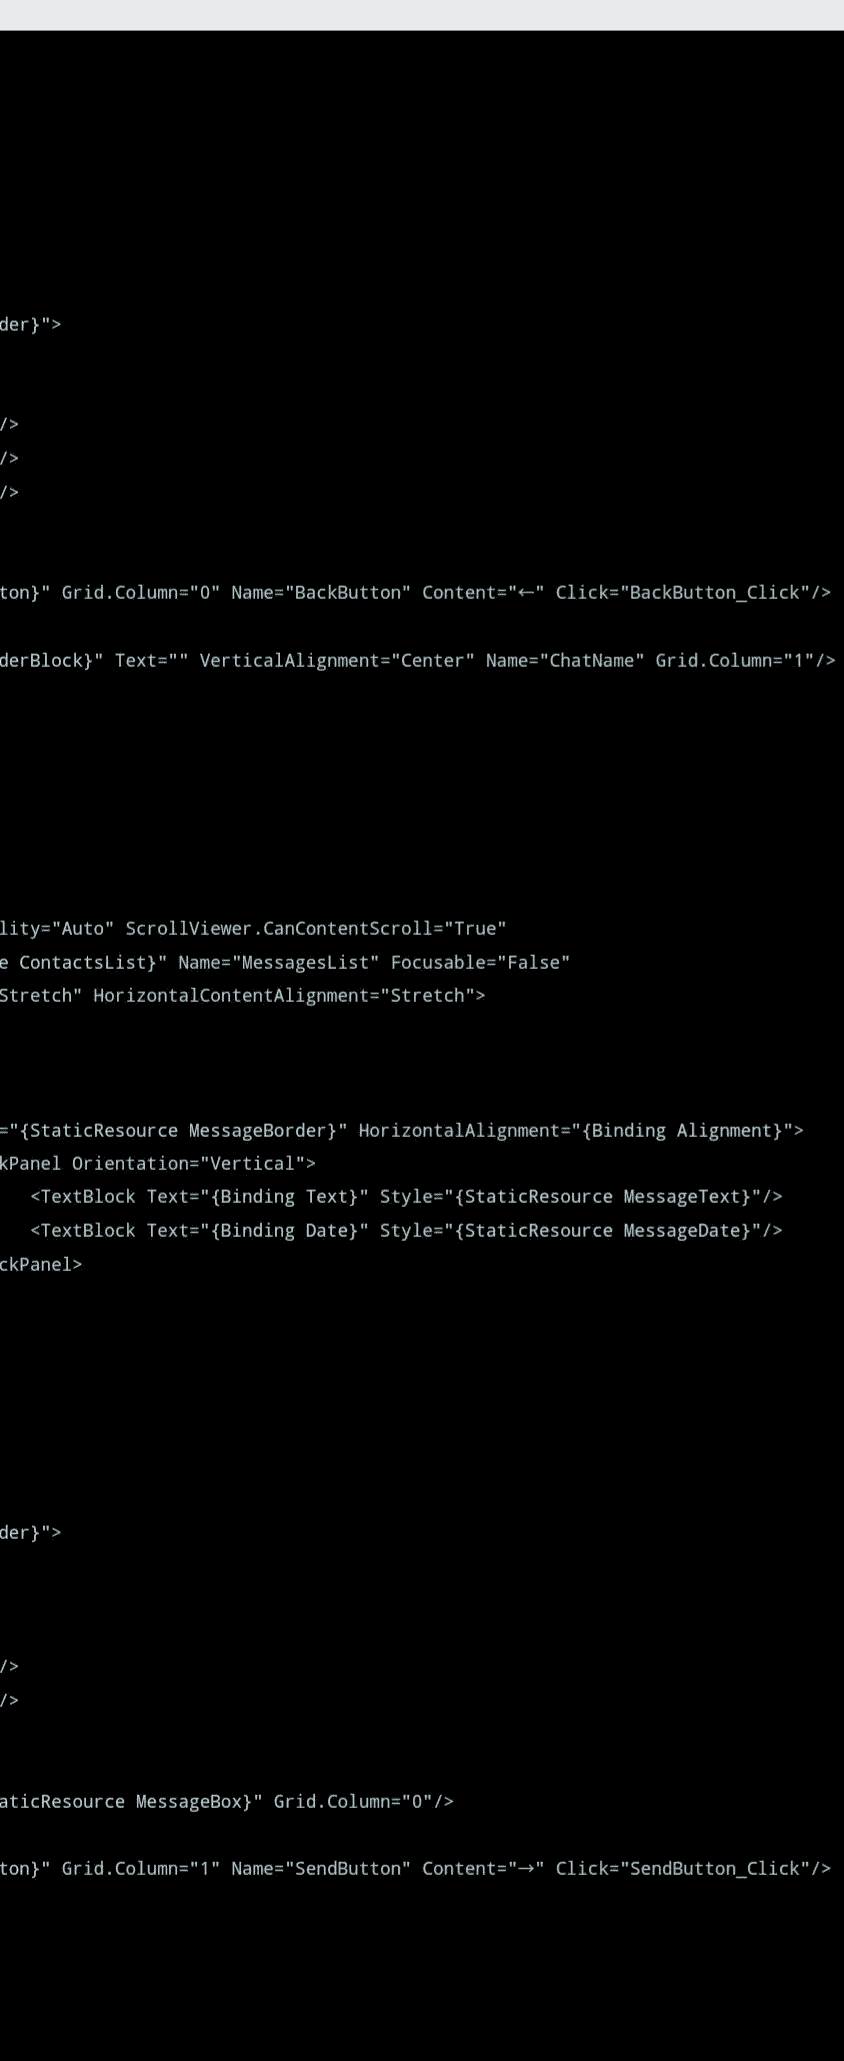 der}">
/>
/>
/>
ton}" Grid.Column="0" Name="BackButton" Content="←" Click="BackButton_Click"/>
derBlock}" Text="" VerticalAlignment="Center" Name="ChatName" Grid.Column="1"/>
lity="Auto" ScrollViewer.CanContentScroll="True"
e ContactsList}" Name="MessagesList" Focusable="False"
Stretch" HorizontalContentAlignment="Stretch">
="{StaticResource MessageBorder}" HorizontalAlignment="{Binding Alignment}">
kPanel Orientation="Vertical">
<TextBlock Text="{Binding Text}" Style="{StaticResource MessageText}"/>
<TextBlock Text="{Binding Date}" Style="{StaticResource MessageDate}"/>
ckPanel>
der}">
/>
/>
aticResource MessageBox}" Grid.Column="0"/>
ton}" Grid.Column="1" Name="SendButton" Content="→" Click="SendButton_Click"/>